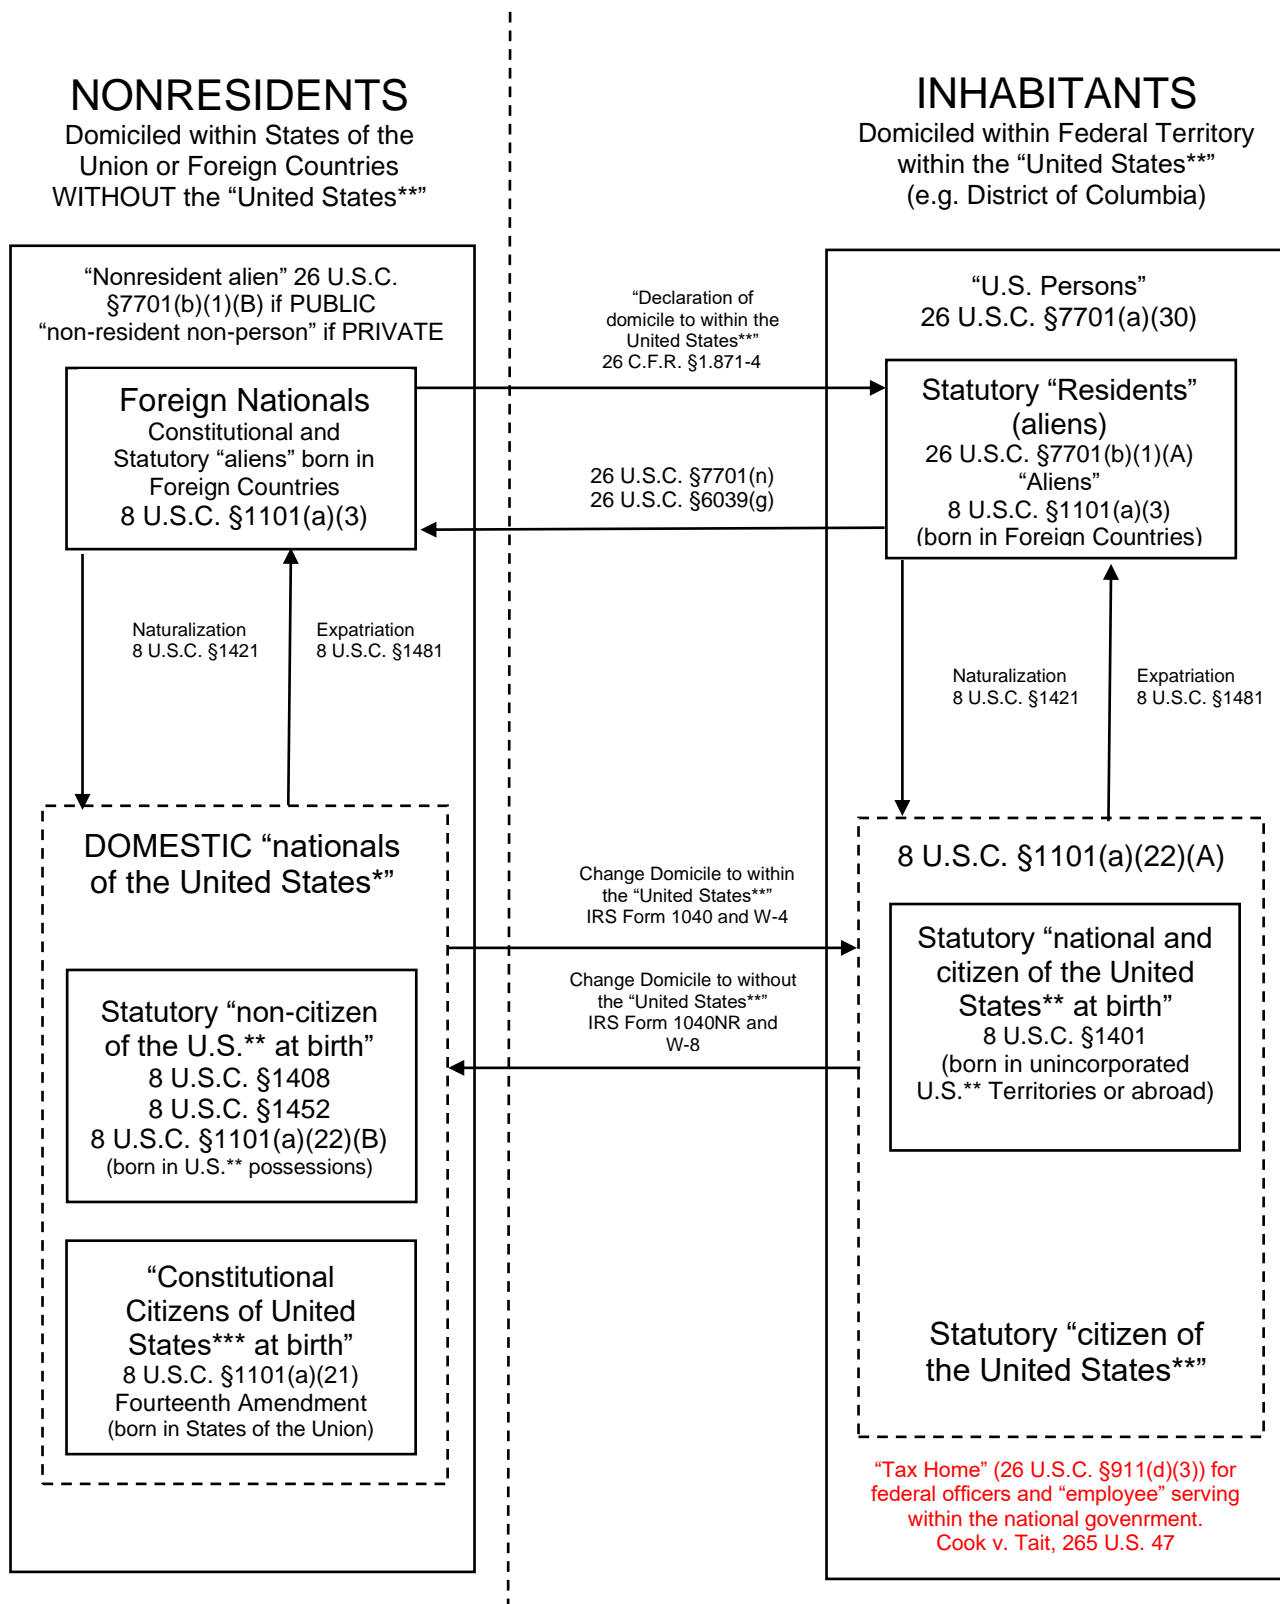 NONRESIDENTS
Domiciled within States of the
Union or Foreign Countries
WITHOUT the “United States**”
INHABITANTS
Domiciled within Federal Territory
within the “United States**”
(e.g. District of Columbia)
“Nonresident alien” 26 U.S.C.
§7701(b)(1)(B) if PUBLIC
“non-resident non-person” if PRIVATE
“Declaration of
domicile to within the
United States**”
26 C.F.R. §1.871-4
“U.S. Persons”
26 U.S.C. §7701(a)(30)
Foreign Nationals
Constitutional and
Statutory “aliens” born in
Foreign Countries
8 U.S.C. §1101(a)(3)
26 U.S.C. §7701(n)
26 U.S.C. §6039(g)
Statutory “Residents”
(aliens)
26 U.S.C. §7701(b)(1)(A)
“Aliens”
8 U.S.C. §1101(a)(3)
(born in Foreign Countries)
Naturalization
8 U.S.C. §1421
Expatriation
8 U.S.C. §1481
Naturalization
8 U.S.C. §1421
Expatriation
8 U.S.C. §1481
DOMESTIC “nationals
of the United States*”
Change Domicile to within
the “United States**”
IRS Form 1040 and W-4
Change Domicile to without
the “United States**”
IRS Form 1040NR and
W-8
8 U.S.C. §1101(a)(22)(A)
Statutory “national and
citizen of the United
States** at birth”
8 U.S.C. §1401
(born in unincorporated
U.S.** Territories or abroad)
Statutory “non-citizen
of the U.S.** at birth”
8 U.S.C. §1408
8 U.S.C. §1452
8 U.S.C. §1101(a)(22)(B)
(born in U.S.** possessions)
“Constitutional
Citizens of United
States*** at birth”
8 U.S.C. §1101(a)(21)
Fourteenth Amendment
(born in States of the Union)
Statutory “citizen of
the United States**”
“Tax Home” (26 U.S.C. §911(d)(3)) for
federal officers and “employee” serving
within the national govenrment.
Cook v. Tait, 265 U.S. 47